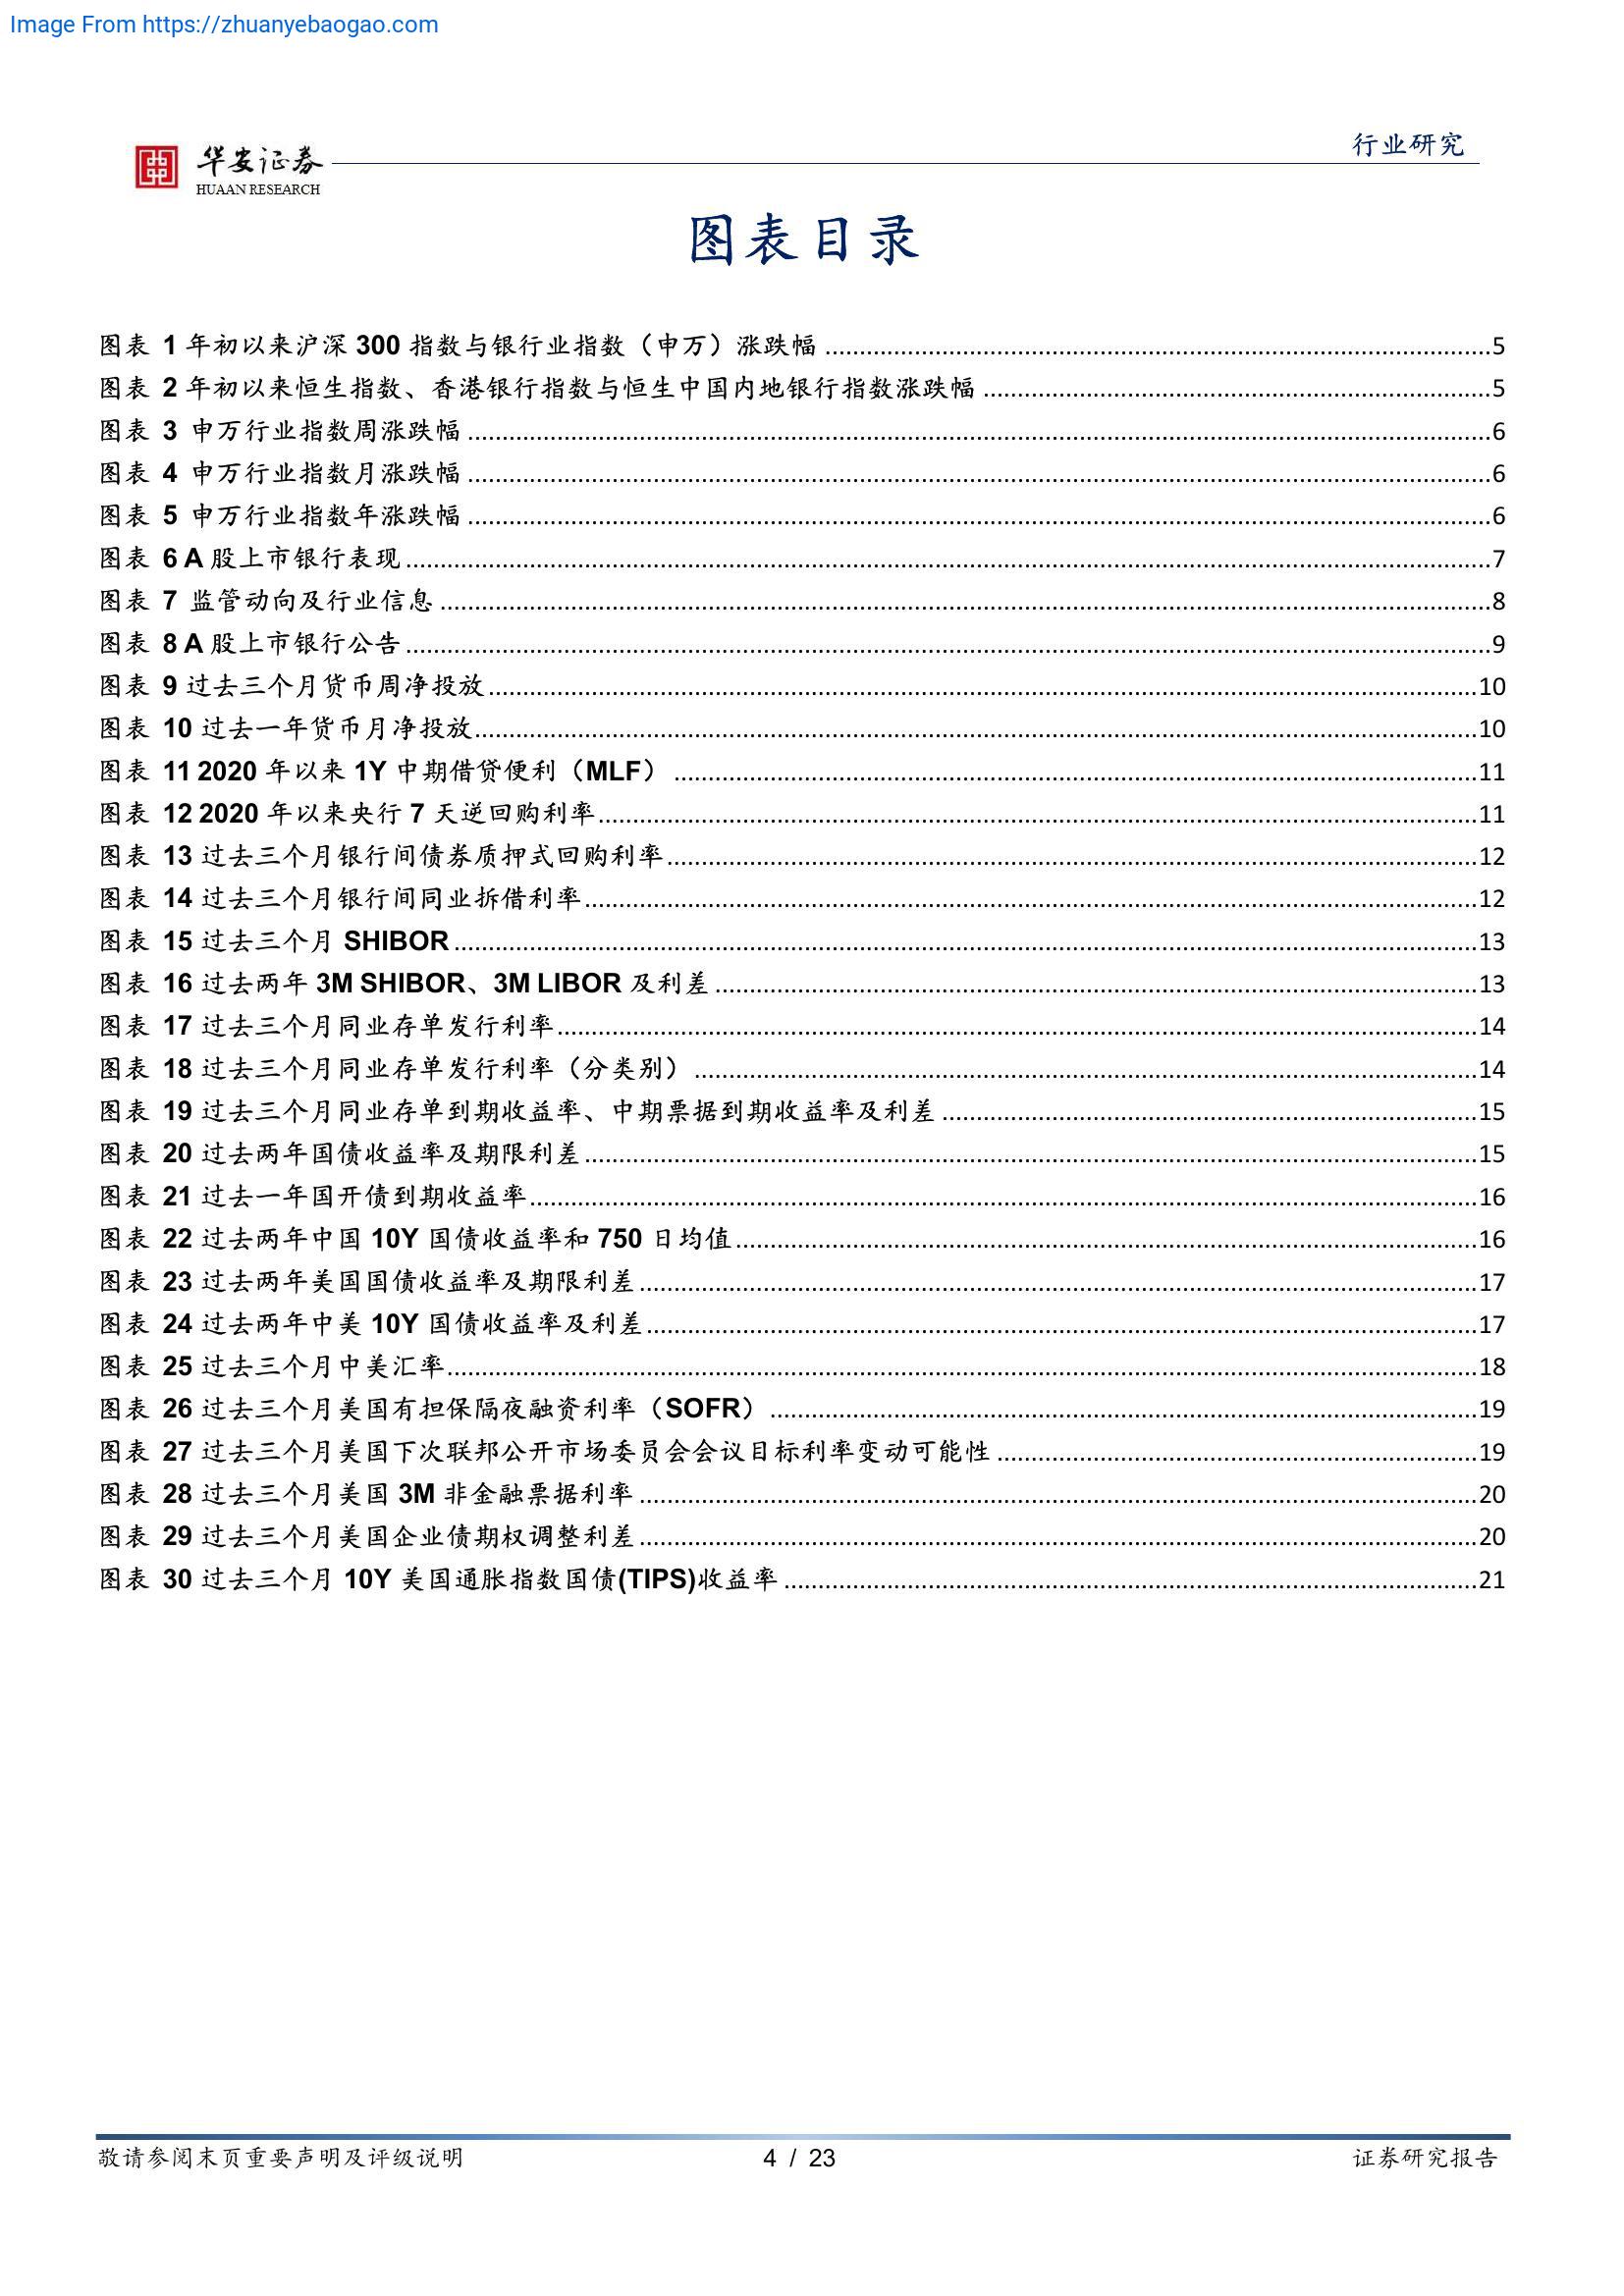 Image From https://zhuanyebaogao.com
华安证券
HUAAN RESEARCH
行业研究
图表目录
图表 1 年初以来沪深 300 指数与银行业指数（申万）涨跌幅 ........ 5
图表 2 年初以来恒生指数、香港银行指数与恒生中国内地银行指数涨跌幅 ........ 5
图表 3 申万行业指数周涨跌幅 ........ 6
图表 4 申万行业指数月涨跌幅 ........ 6
图表 5 申万行业指数年涨跌幅 ........ 6
图表 6 A 股上市银行表现 ........ 7
图表 7 监管动向及行业信息 ........ 8
图表 8 A 股上市银行公告 ........ 9
图表 9 过去三个月货币周净投放 ........ 10
图表 10 过去一年货币月净投放 ........ 10
图表 11 2020 年以来 1Y 中期借贷便利（MLF） ........ 11
图表 12 2020 年以来央行 7 天逆回购利率 ........ 11
图表 13 过去三个月银行间债券质押式回购利率 ........ 12
图表 14 过去三个月银行间同业拆借利率 ........ 12
图表 15 过去三个月 SHIBOR ........ 13
图表 16 过去两年 3M SHIBOR、3M LIBOR 及利差 ........ 13
图表 17 过去三个月同业存单发行利率 ........ 14
图表 18 过去三个月同业存单发行利率（分类别） ........ 14
图表 19 过去三个月同业存单到期收益率、中期票据到期收益率及利差 ........ 15
图表 20 过去两年国债收益率及期限利差 ........ 15
图表 21 过去一年国开债到期收益率 ........ 16
图表 22 过去两年中国 10Y 国债收益率和 750 日均值 ........ 16
图表 23 过去两年美国国债收益率及期限利差 ........ 17
图表 24 过去两年中美 10Y 国债收益率及利差 ........ 17
图表 25 过去三个月中美汇率 ........ 18
图表 26 过去三个月美国有担保隔夜融资利率（SOFR） ........ 19
图表 27 过去三个月美国下次联邦公开市场委员会会议目标利率变动可能性 ........ 19
图表 28 过去三个月美国 3M 非金融票据利率 ........ 20
图表 29 过去三个月美国企业债期权调整利差 ........ 20
图表 30 过去三个月 10Y 美国通胀指数国债(TIPS)收益率 ........ 21
敬请参阅末页重要声明及评级说明
4 / 23
证券研究报告